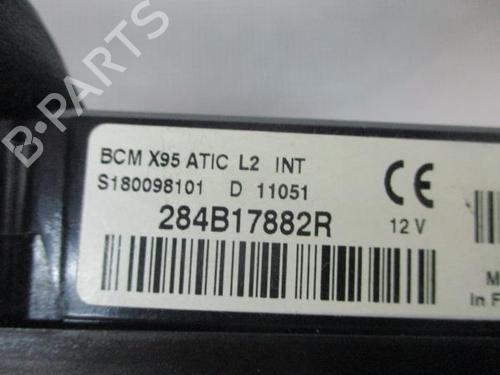 B-PARTS
BCM X95 ATIC L2 INT
S180098101 D 11051
284B17882R
CE
12 V
In F